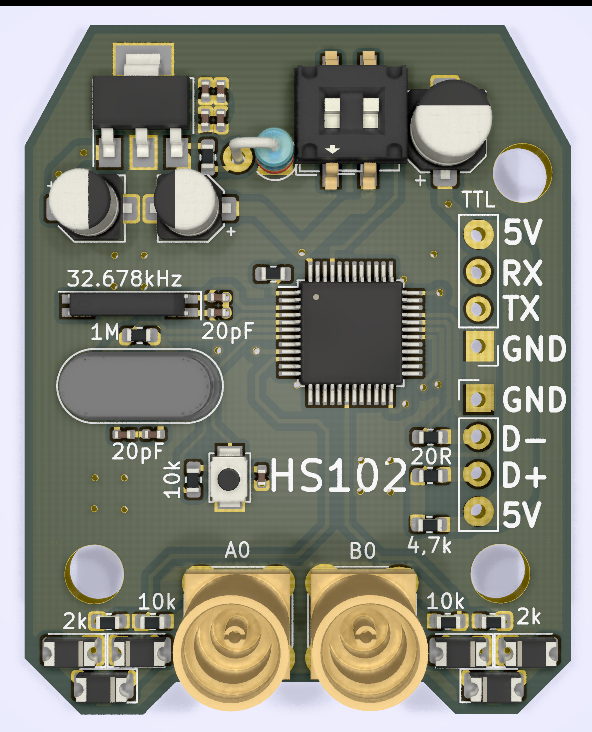 TTL
5V
RX
TX
GND
32.678kHz
1M
20pF
GND
D-
D+
5V
20pF
10k
HS102
20R
4,7k
A0
B0
2k
10k
10k
2k